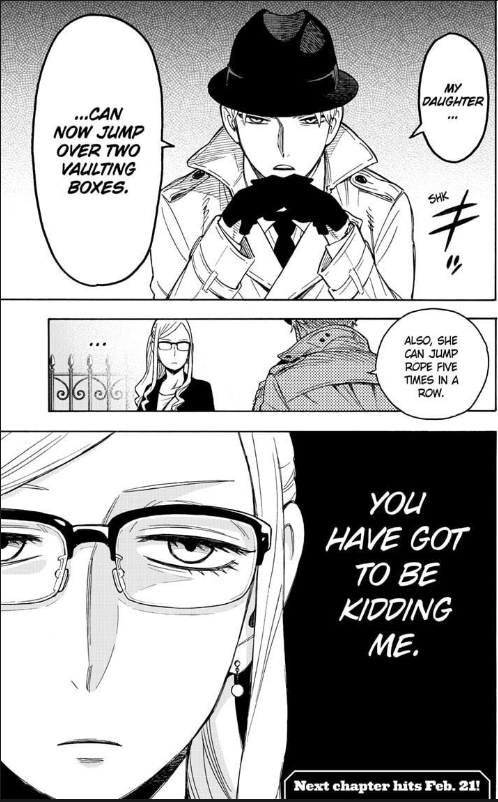 MY
DAUGHTER
...
...CAN
NOW JUMP
OVER TWO
VAULTING
BOXES.
SHK
...
ALSO, SHE
CAN JUMP
ROPE FIVE
TIMES IN A
ROW.
YOU
HAVE GOT
TO BE
KIDDING
ME.
Next chapter hits Feb. 21!